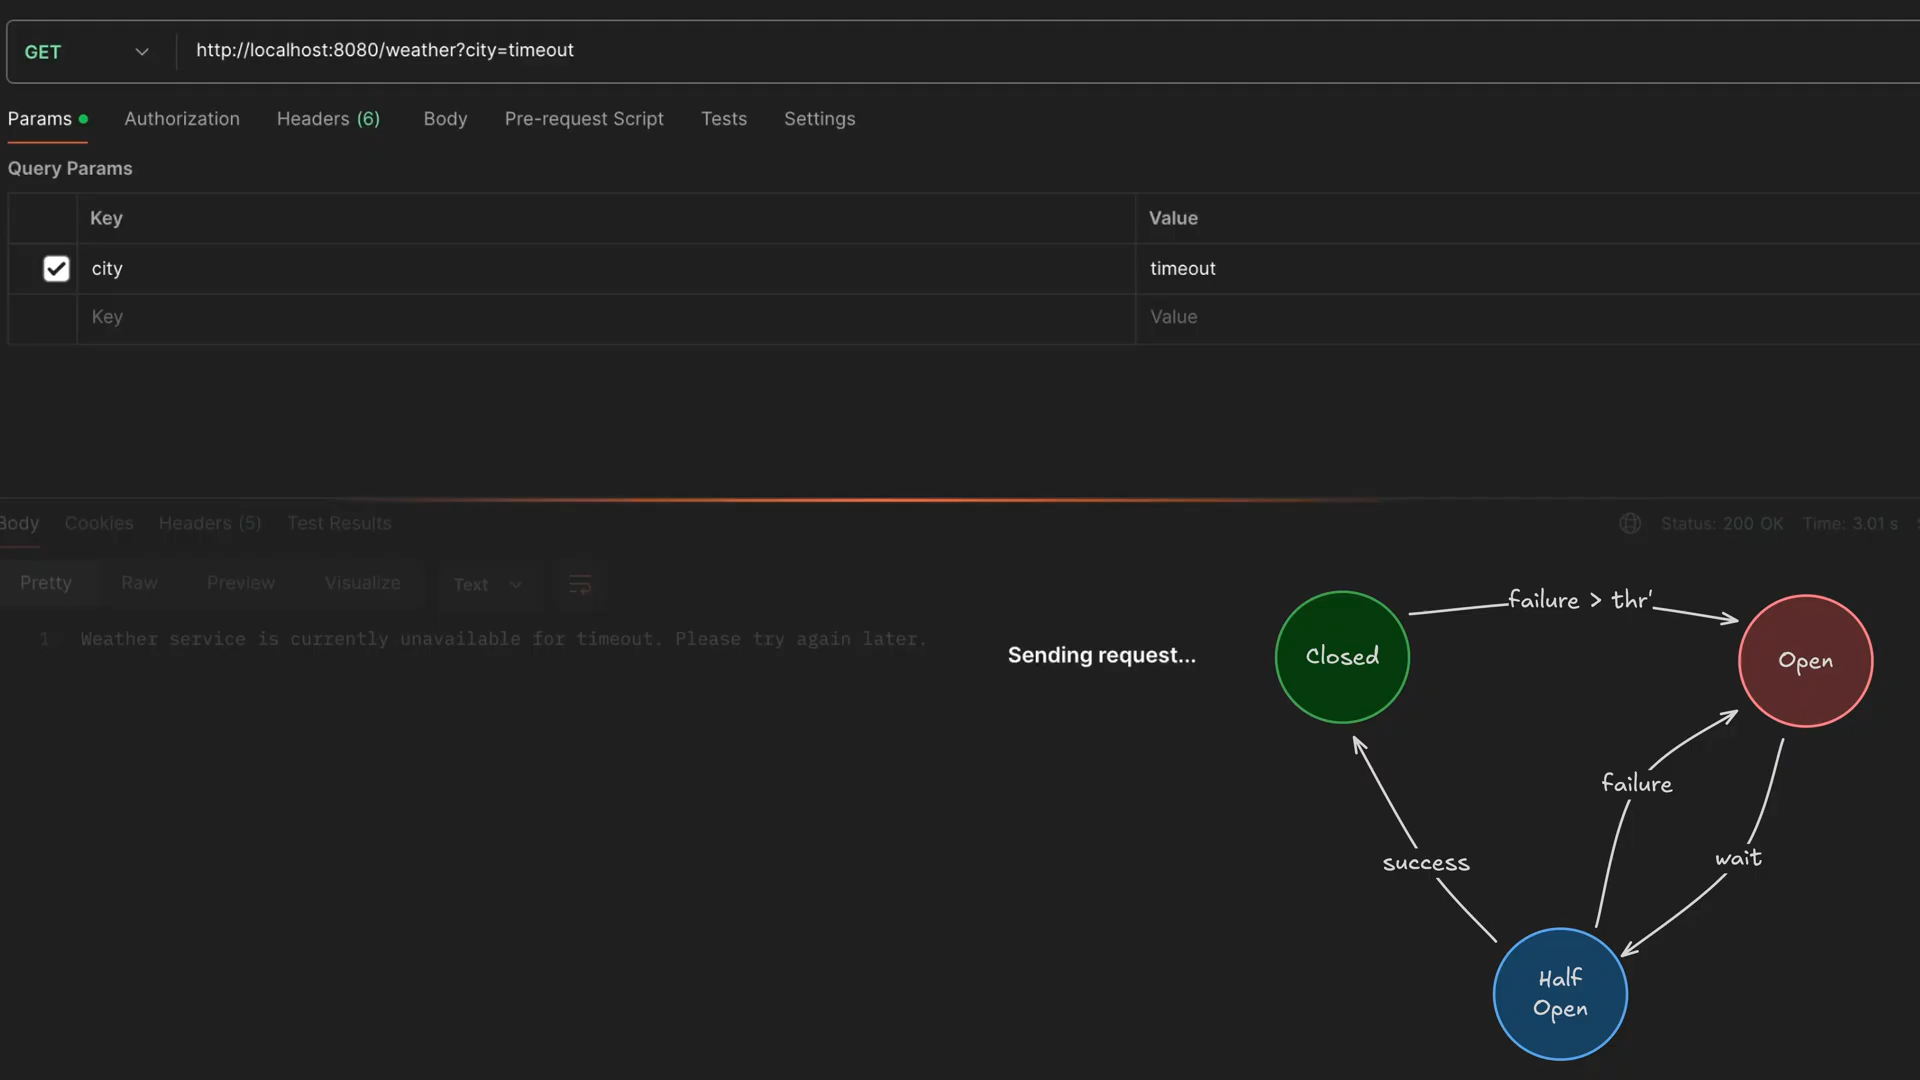 GET
http://localhost:8080/weather?city=timeout
Params Authorization Headers (6) Body Pre-request Script Tests Settings
Query Params
Key Value
city timeout
Key Value
Body Cookies Headers (5) Test Results Status: 200 OK Time: 3.01 s
Pretty Raw Preview Visualize Text
1 Weather service is currently unavailable for timeout. Please try again later.
Sending request...
Closed
failure > thr'
Open
failure
wait
success
Half
Open